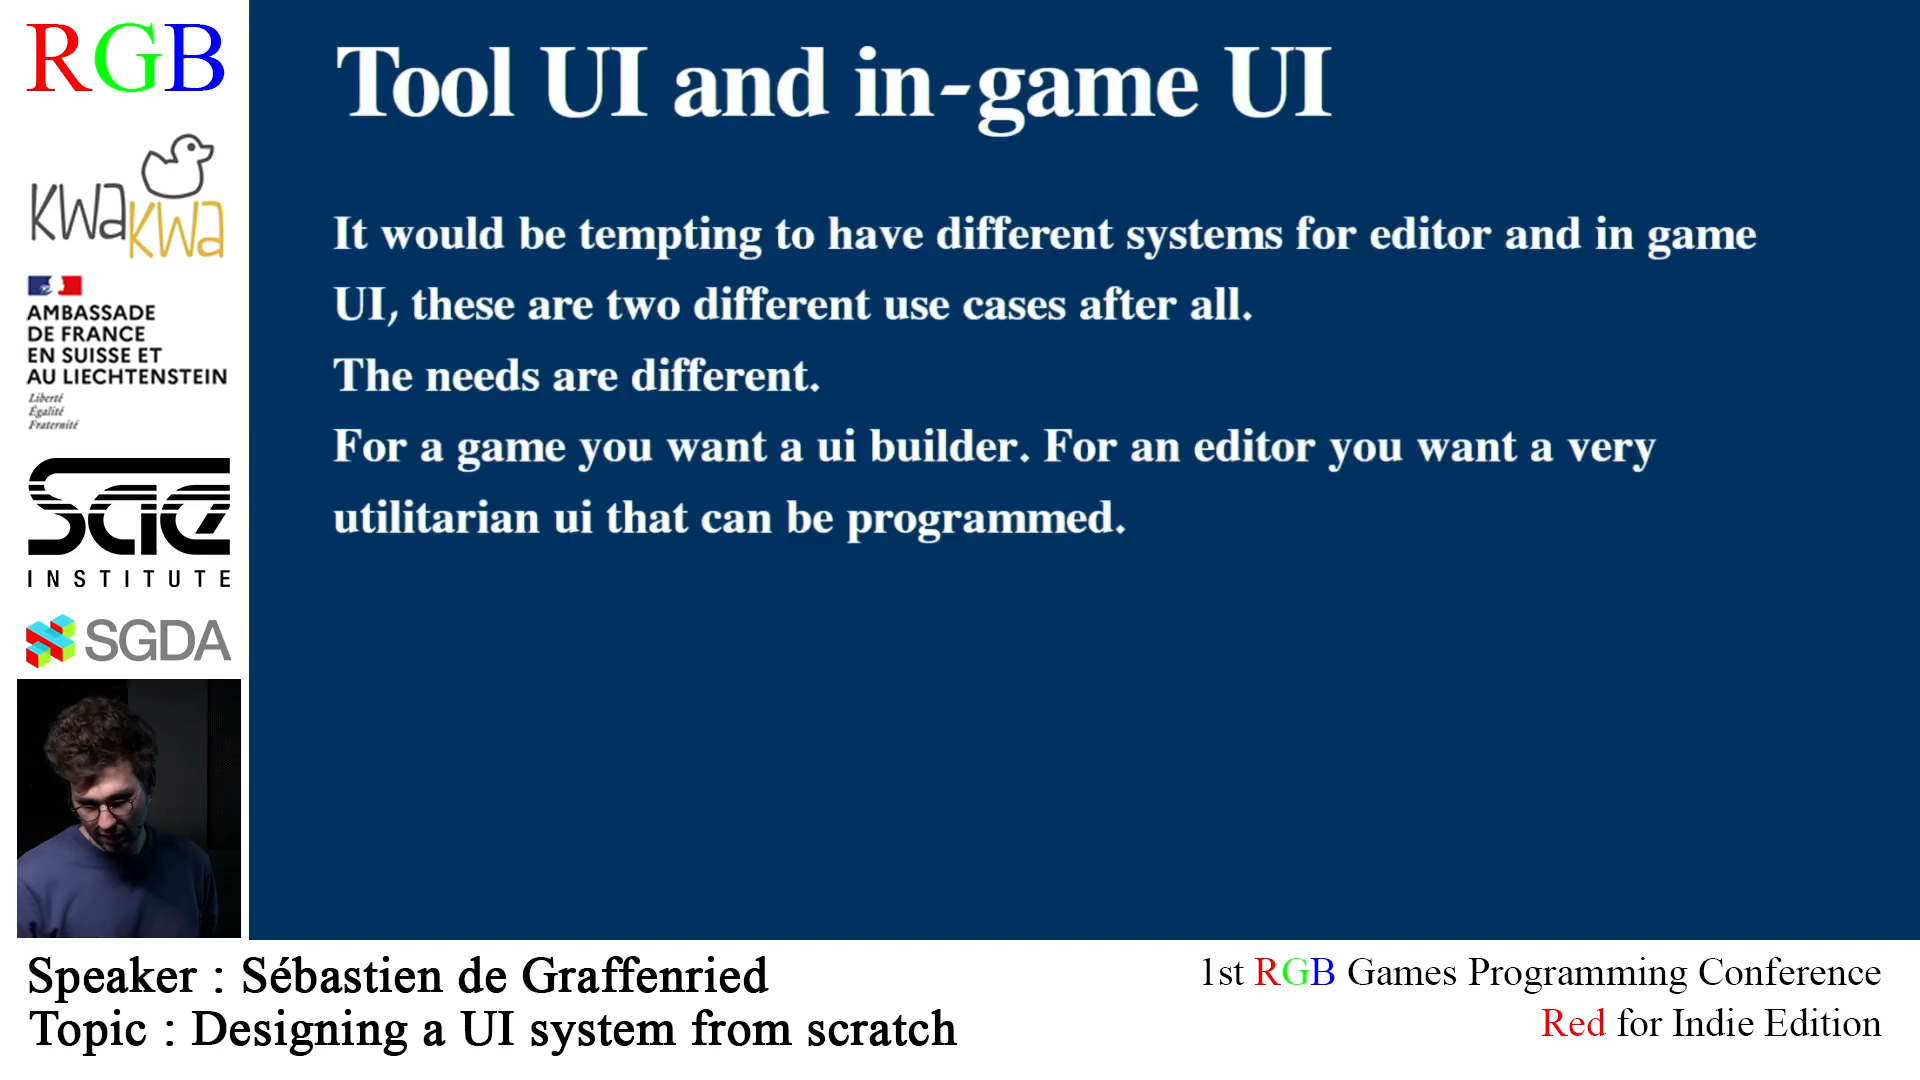 RGB
KWAKWA
AMBASSADE
DE FRANCE
EN SUISSE ET
AU LIECHTENSTEIN
Liberté
Égalité
Fraternité
SAE
INSTITUTE
SGDA
Tool UI and in-game UI
It would be tempting to have different systems for editor and in game
UI, these are two different use cases after all.
The needs are different.
For a game you want a ui builder. For an editor you want a very
utilitarian ui that can be programmed.
Speaker : Sébastien de Graffenried
Topic : Designing a UI system from scratch
1st RGB Games Programming Conference
Red for Indie Edition